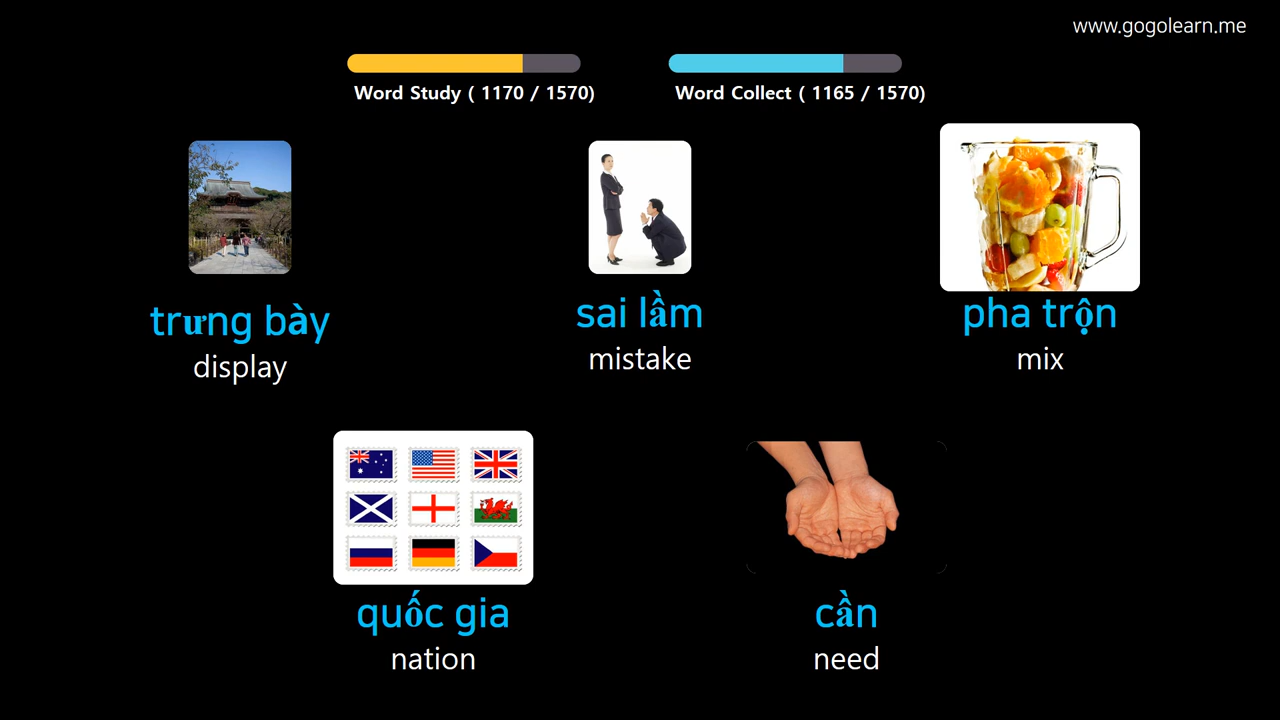 www.gogolearn.me
Word Study ( 1170 / 1570)
Word Collect ( 1165 / 1570)
trưng bày
display
sai lầm
mistake
pha trộn
mix
quốc gia
nation
cần
need